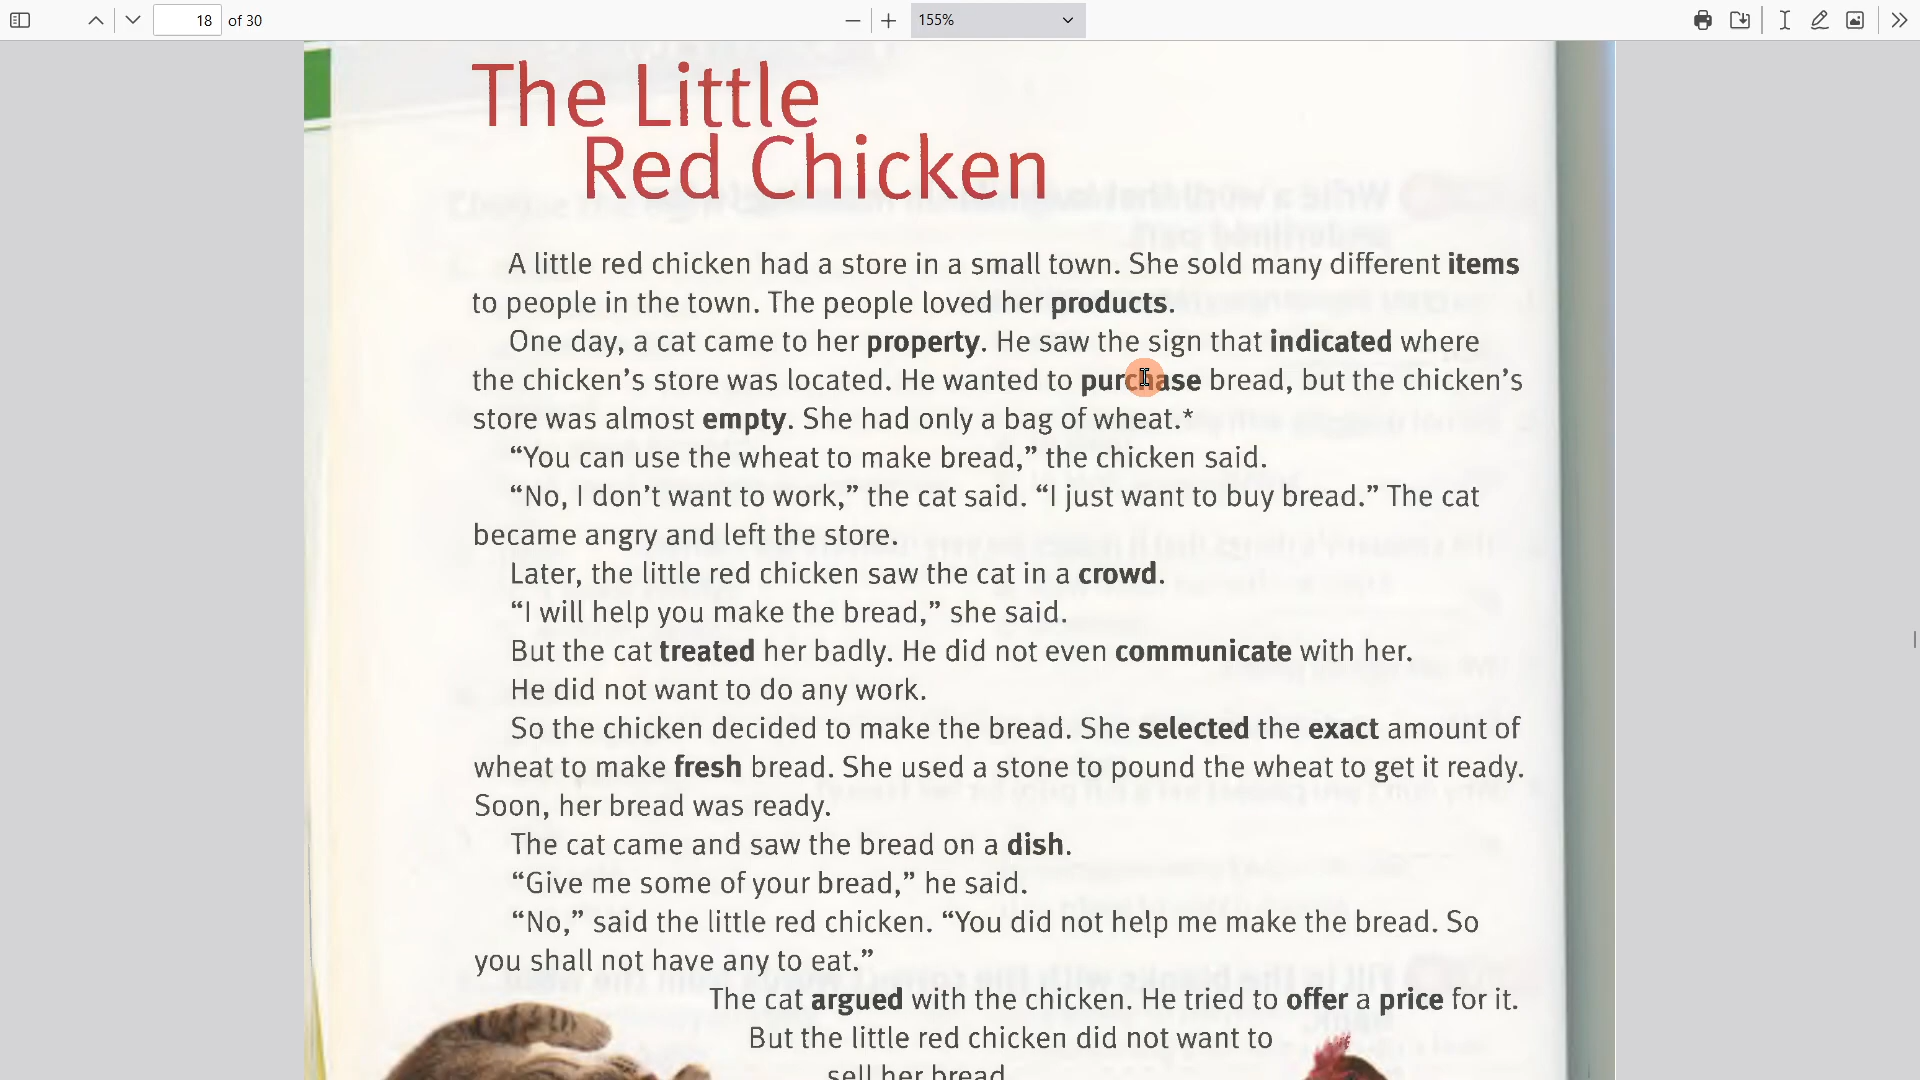 18 of 30
155%
The Little
Red Chicken
A little red chicken had a store in a small town. She sold many different items
to people in the town. The people loved her products.
One day, a cat came to her property. He saw the sign that indicated where
the chicken’s store was located. He wanted to purchase bread, but the chicken’s
store was almost empty. She had only a bag of wheat.*
“You can use the wheat to make bread,” the chicken said.
“No, I don’t want to work,” the cat said. “I just want to buy bread.” The cat
became angry and left the store.
Later, the little red chicken saw the cat in a crowd.
“I will help you make the bread,” she said.
But the cat treated her badly. He did not even communicate with her.
He did not want to do any work.
So the chicken decided to make the bread. She selected the exact amount of
wheat to make fresh bread. She used a stone to pound the wheat to get it ready.
Soon, her bread was ready.
The cat came and saw the bread on a dish.
“Give me some of your bread,” he said.
“No,” said the little red chicken. “You did not help me make the bread. So
you shall not have any to eat.”
The cat argued with the chicken. He tried to offer a price for it.
But the little red chicken did not want to
sell her bread.